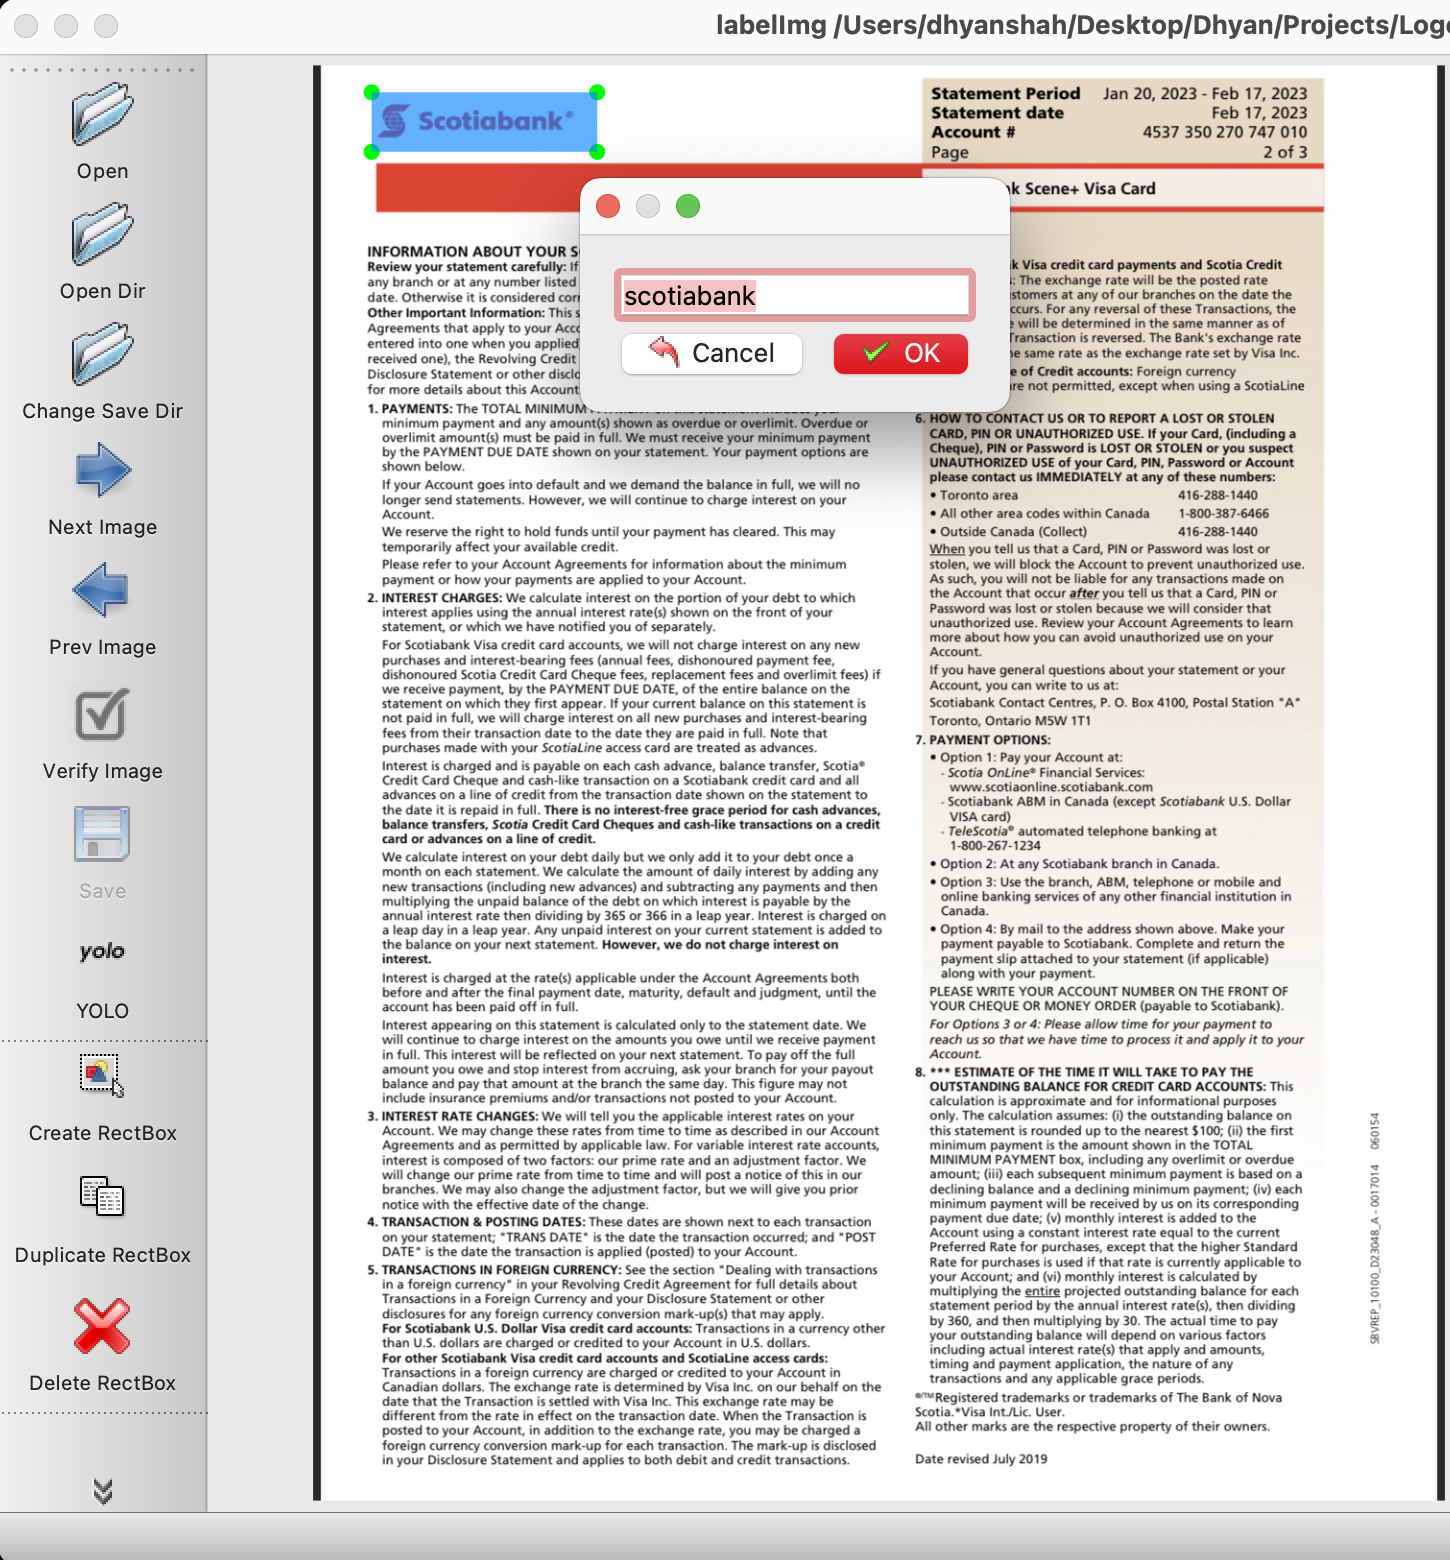 labelImg /Users/dhyanshah/Desktop/Dhyan/Projects/Logo
Open
Open Dir
Change Save Dir
Next Image
Prev Image
Verify Image
Save
yolo
YOLO
Create RectBox
Duplicate RectBox
Delete RectBox
Scotiabank®
Statement Period Jan 20, 2023 - Feb 17, 2023
Statement date Feb 17, 2023
Account # 4537 350 270 747 010
Page 2 of 3
Scene+ Visa Card
scotiabank
Cancel
OK
INFORMATION ABOUT YOUR
Review your statement carefully: If
any branch or at any number listed
date. Otherwise it is considered
Other Important Information: This
Agreements that apply to your
entered into one when you applied
received one), the Revolving Credit
Disclosure Statement or other
for more details about this Account
1. PAYMENTS: The TOTAL MINIMUM
minimum payment and any amount(s) shown as overdue or overlimit. Overdue or
overlimit amount(s) must be paid in full. We must receive your minimum payment
by the PAYMENT DUE DATE shown on your statement. Your payment options are
shown below.
If your Account goes into default and we demand the balance in full, we will no
longer send statements. However, we will continue to charge interest on your
Account.
We reserve the right to hold funds until your payment has cleared. This may
temporarily affect your available credit.
Please refer to your Account Agreements for information about the minimum
payment or how your payments are applied to your Account.
2. INTEREST CHARGES: We calculate interest on the portion of your debt to which
interest applies using the annual interest rate(s) shown on the front of your
statement, or which we have notified you of separately.
For Scotiabank Visa credit card accounts, we will not charge interest on any new
purchases and interest-bearing fees (annual fees, dishonoured payment fee,
dishonoured Scotia Credit Card Cheque fees, replacement fees and overlimit fees) if
we receive payment, by the PAYMENT DUE DATE, of the entire balance on the
statement on which they first appear. If your current balance on this statement is
not paid in full, we will charge interest on all new purchases and interest-bearing
fees from their transaction date to the date they are paid in full. Note that
purchases made with your ScotiaLine access card are treated as advances.
Interest is charged and is payable on each cash advance, balance transfer, Scotia®
Credit Card Cheque and cash-like transaction on a Scotiabank credit card and all
advances on a line of credit from the transaction date shown on the statement to
the date it is repaid in full. There is no interest-free grace period for cash advances,
balance transfers, Scotia Credit Card Cheques and cash-like transactions on a credit
card or advances on a line of credit.
We calculate interest on your debt daily but we only add it to your debt once a
month on each statement. We calculate the amount of daily interest by adding any
new transactions (including new advances) and subtracting any payments and then
multiplying the unpaid balance of the debt on which interest is payable by the
annual interest rate then dividing by 365 or 366 in a leap year. Interest is charged on
a leap day in a leap year. Any unpaid interest on your current statement is added to
the balance on your next statement. However, we do not charge interest on
interest.
Interest is charged at the rate(s) applicable under the Account Agreements both
before and after the final payment date, maturity, default and judgment, until the
account has been paid off in full.
Interest appearing on this statement is calculated only to the statement date. We
will continue to charge interest on the amounts you owe until we receive payment
in full. This interest will be reflected on your next statement. To pay off the full
amount you owe and stop interest from accruing, ask your branch for your payout
balance and pay that amount at the branch the same day. This figure may not
include insurance premiums and/or transactions not posted to your Account.
3. INTEREST RATE CHANGES: We will tell you the applicable interest rates on your
Account. We may change these rates from time to time as described in our Account
Agreements and as permitted by applicable law. For variable interest rate accounts,
interest is composed of two factors: our prime rate and an adjustment factor. We
will change our prime rate from time to time and will post a notice of this in our
branches. We may also change the adjustment factor, but we will give you prior
notice with the effective date of the change.
4. TRANSACTION & POSTING DATES: These dates are shown next to each transaction
on your statement; "TRANS DATE" is the date the transaction occurred; and "POST
DATE" is the date the transaction is applied (posted) to your Account.
5. TRANSACTIONS IN FOREIGN CURRENCY: See the section "Dealing with transactions
in a foreign currency" in your Revolving Credit Agreement for full details about
Transactions in a Foreign Currency and your Disclosure Statement or other
disclosures for any foreign currency conversion mark-up(s) that may apply.
For Scotiabank U.S. Dollar Visa credit card accounts: Transactions in a currency other
than U.S. dollars are charged or credited to your Account in U.S. dollars.
For other Scotiabank Visa credit card accounts and ScotiaLine access cards:
Transactions in a foreign currency are charged or credited to your Account in
Canadian dollars. The exchange rate is determined by Visa Inc. on our behalf on the
date that the Transaction is settled with Visa Inc. This exchange rate may be
different from the rate in effect on the transaction date. When the Transaction is
posted to your Account, in addition to the exchange rate, you may be charged a
foreign currency conversion mark-up for each transaction. The mark-up is disclosed
in your Disclosure Statement and applies to both debit and credit transactions.
Visa credit card payments and Scotia Credit
The exchange rate will be the posted rate
at any of our branches on the date the
For any reversal of these Transactions, the
will be determined in the same manner as of
Transaction is reversed. The Bank's exchange rate
same rate as the exchange rate set by Visa Inc.
of Credit accounts: Foreign currency
not permitted, except when using a ScotiaLine
6. HOW TO CONTACT US OR TO REPORT A LOST OR STOLEN
CARD, PIN OR UNAUTHORIZED USE. If your Card, (including a
Cheque), PIN or Password is LOST OR STOLEN or you suspect
UNAUTHORIZED USE of your Card, PIN, Password or Account
please contact us IMMEDIATELY at any of these numbers:
• Toronto area 416-288-1440
• All other area codes within Canada 1-800-387-6466
• Outside Canada (Collect) 416-288-1440
When you tell us that a Card, PIN or Password was lost or
stolen, we will block the Account to prevent unauthorized use.
As such, you will not be liable for any transactions made on
the Account that occur after you tell us that a Card, PIN or
Password was lost or stolen because we will consider that
unauthorized use. Review your Account Agreements to learn
more about how you can avoid unauthorized use on your
Account.
If you have general questions about your statement or your
Account, you can write to us at:
Scotiabank Contact Centres, P. O. Box 4100, Postal Station "A"
Toronto, Ontario M5W 1T1
7. PAYMENT OPTIONS:
• Option 1: Pay your Account at:
- Scotia OnLine® Financial Services:
www.scotiaonline.scotiabank.com
- Scotiabank ABM in Canada (except Scotiabank U.S. Dollar
VISA card)
- TeleScotia® automated telephone banking at
1-800-267-1234
• Option 2: At any Scotiabank branch in Canada.
• Option 3: Use the branch, ABM, telephone or mobile and
online banking services of any other financial institution in
Canada.
• Option 4: By mail to the address shown above. Make your
payment payable to Scotiabank. Complete and return the
payment slip attached to your statement (if applicable)
along with your payment.
PLEASE WRITE YOUR ACCOUNT NUMBER ON THE FRONT OF
YOUR CHEQUE OR MONEY ORDER (payable to Scotiabank).
For Options 3 or 4: Please allow time for your payment to
reach us so that we have time to process it and apply it to your
Account.
8. *** ESTIMATE OF THE TIME IT WILL TAKE TO PAY THE
OUTSTANDING BALANCE FOR CREDIT CARD ACCOUNTS: This
calculation is approximate and for informational purposes
only. The calculation assumes: (i) the outstanding balance on
this statement is rounded up to the nearest $100; (ii) the first
minimum payment is the amount shown in the TOTAL
MINIMUM PAYMENT box, including any overlimit or overdue
amount; (iii) each subsequent minimum payment is based on a
declining balance and a declining minimum payment; (iv) each
minimum payment will be received by us on its corresponding
payment due date; (v) monthly interest is added to the
Account using a constant interest rate equal to the current
Preferred Rate for purchases, except that the higher Standard
Rate for purchases is used if that rate is currently applicable to
your Account; and (vi) monthly interest is calculated by
multiplying the entire projected outstanding balance for each
statement period by the annual interest rate(s), then dividing
by 360, and then multiplying by 30. The actual time to pay
your outstanding balance will depend on various factors
including actual interest rate(s) that apply and amounts,
timing and payment application, the nature of any
transactions and any applicable grace periods.
®/™Registered trademarks or trademarks of The Bank of Nova
Scotia.*Visa Int./Lic. User.
All other marks are the respective property of their owners.
Date revised July 2019
SBVREP_10100_D23048_A - 0017014 060154